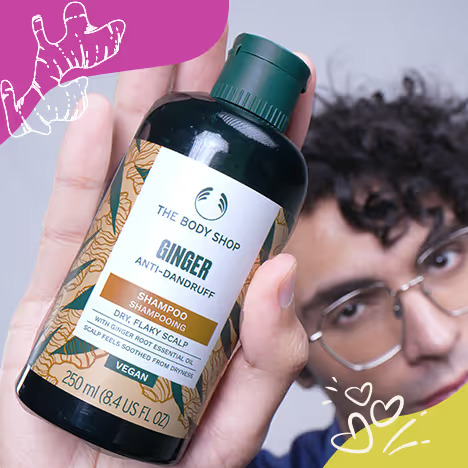 THE BODY SHOP
GINGER
ANTI-DANDRUFF
SHAMPOO
SHAMPOOING
DRY, FLAKY SCALP
WITH GINGER ROOT ESSENTIAL OIL
SCALP FEELS SOOTHED FROM DRYNESS
VEGAN
250 ml (8.4 US FL OZ)